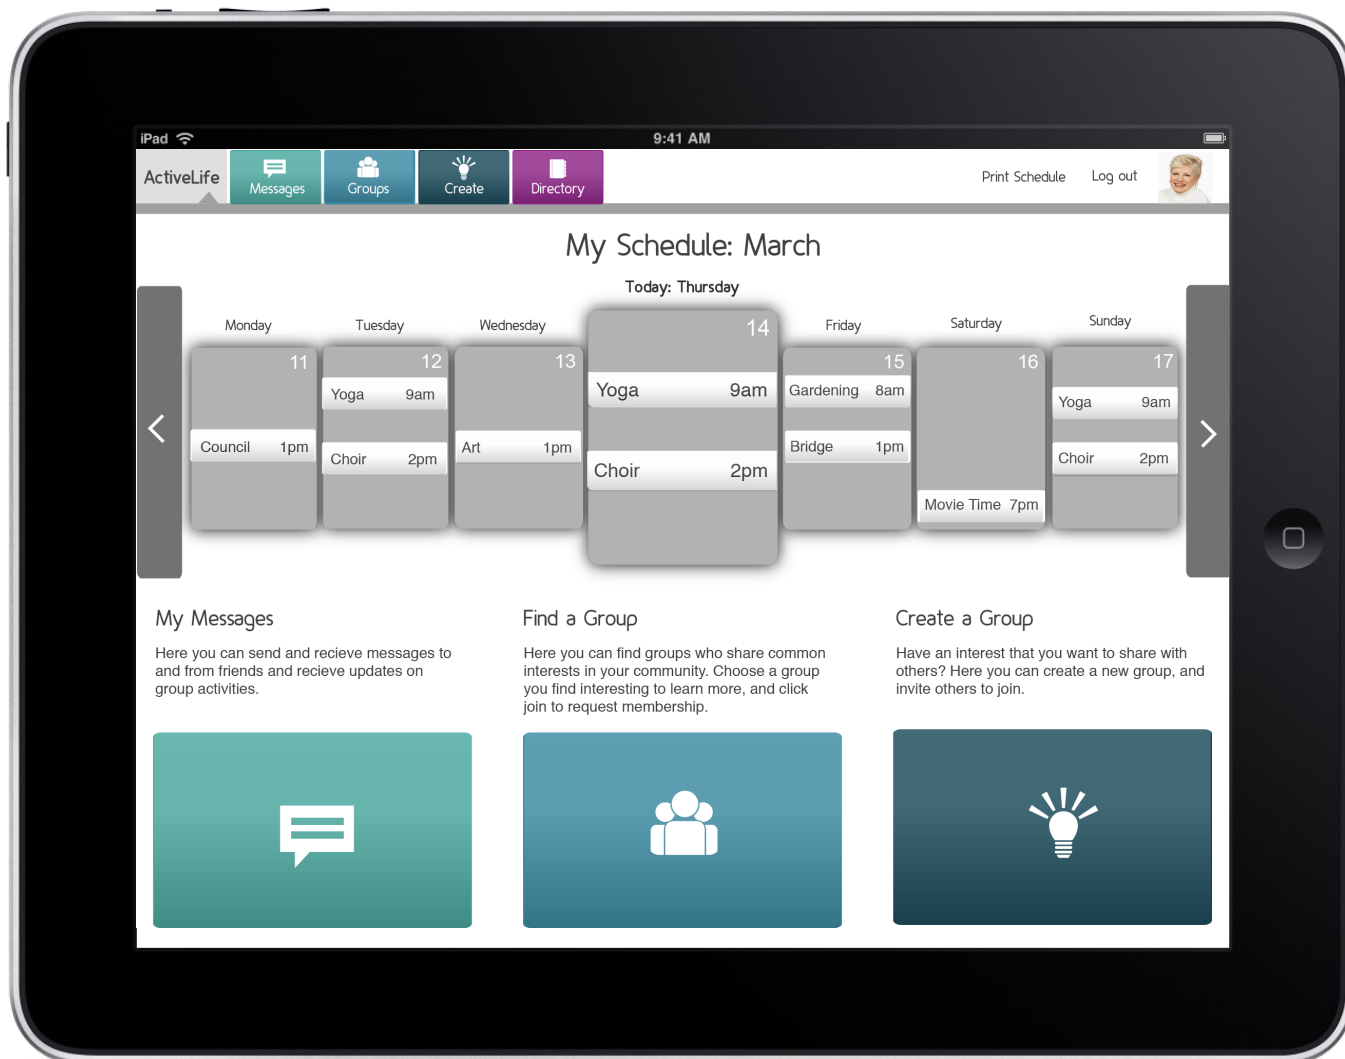 iPad 9:41 AM
ActiveLife Messages Groups Create Directory Print Schedule Log out
My Schedule: March
Today: Thursday
Monday Tuesday Wednesday Friday Saturday Sunday
11 12 13 14 15 16 17
Council 1pm
Yoga 9am
Choir 2pm
Art 1pm
Yoga 9am
Choir 2pm
Gardening 8am
Bridge 1pm
Movie Time 7pm
Yoga 9am
Choir 2pm
My Messages
Here you can send and recieve messages to
and from friends and recieve updates on
group activities.
Find a Group
Here you can find groups who share common
interests in your community. Choose a group
you find interesting to learn more, and click
join to request membership.
Create a Group
Have an interest that you want to share with
others? Here you can create a new group, and
invite others to join.